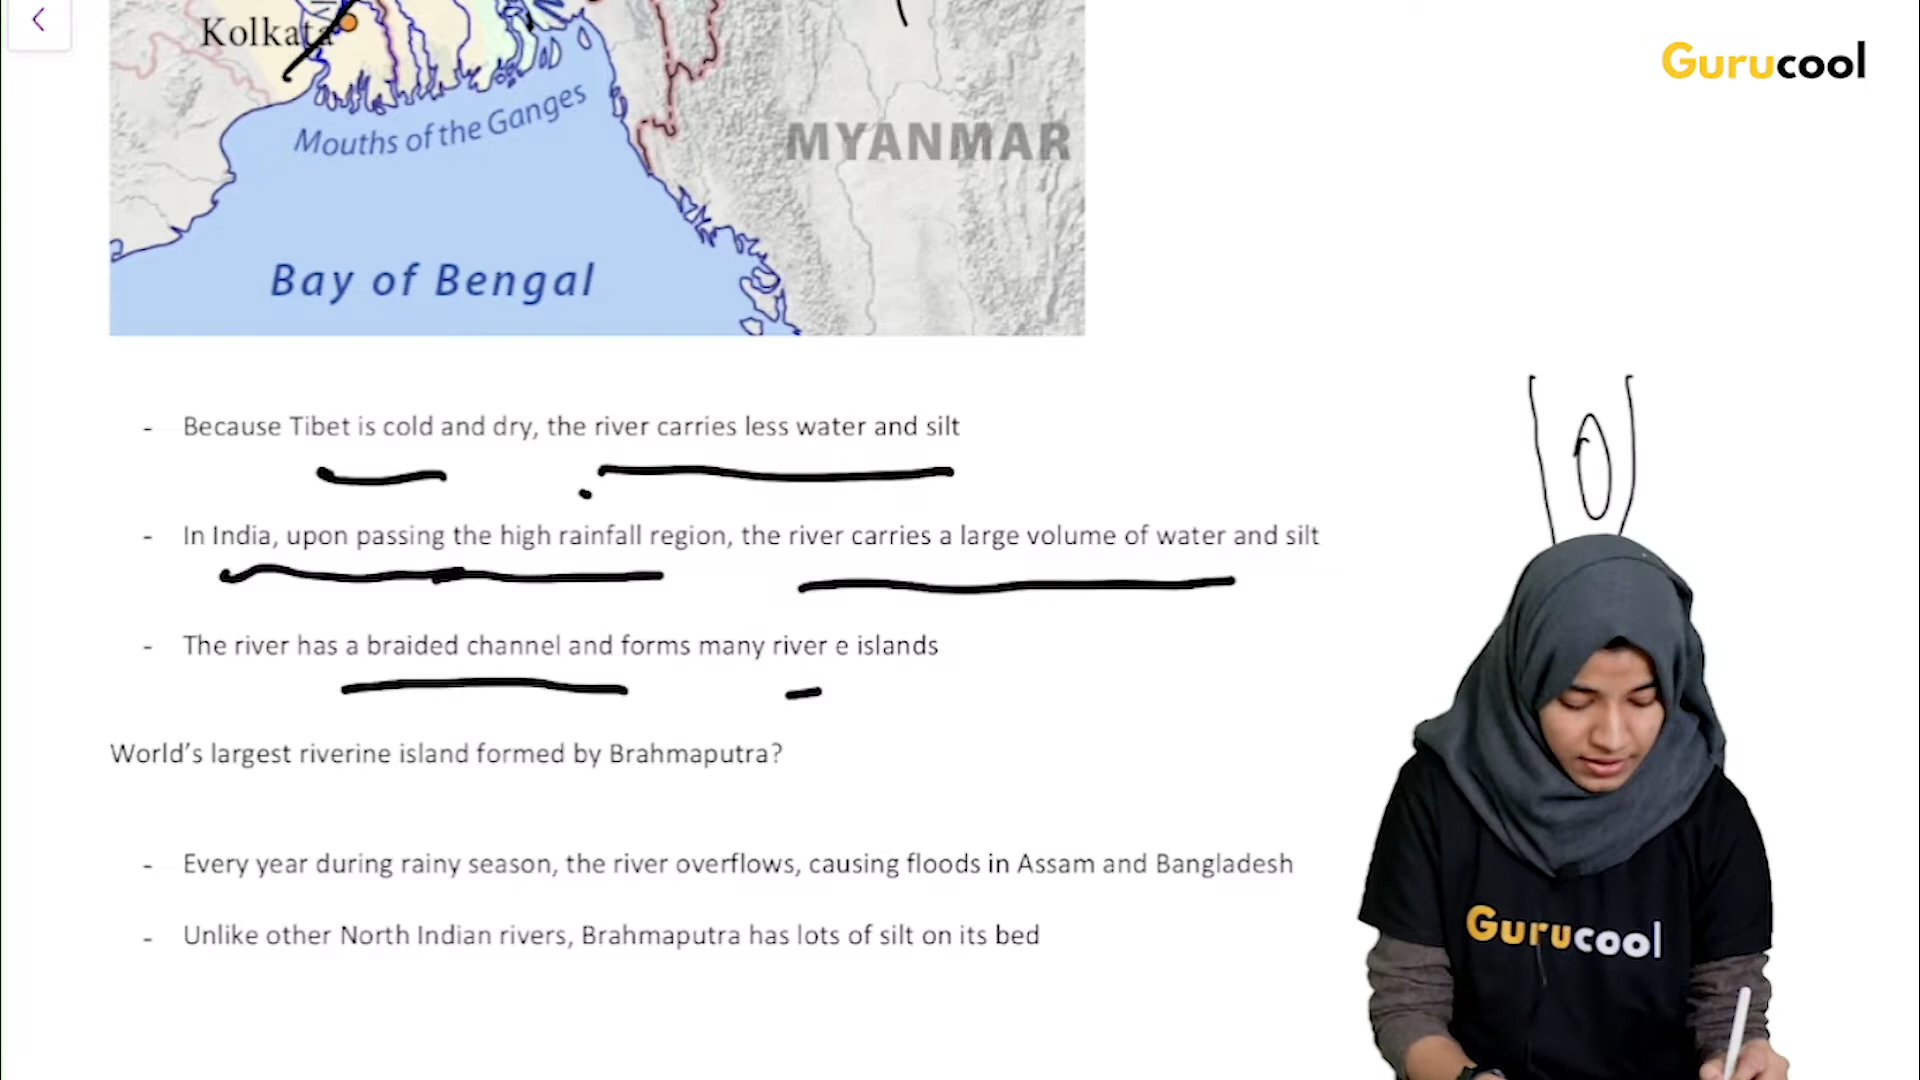 Kolkata
Gurucool
Mouths of the Ganges
MYANMAR
Bay of Bengal
- Because Tibet is cold and dry, the river carries less water and silt
- In India, upon passing the high rainfall region, the river carries a large volume of water and silt
- The river has a braided channel and forms many river e islands
World's largest riverine island formed by Brahmaputra?
- Every year during rainy season, the river overflows, causing floods in Assam and Bangladesh
- Unlike other North Indian rivers, Brahmaputra has lots of silt on its bed
Gurucool